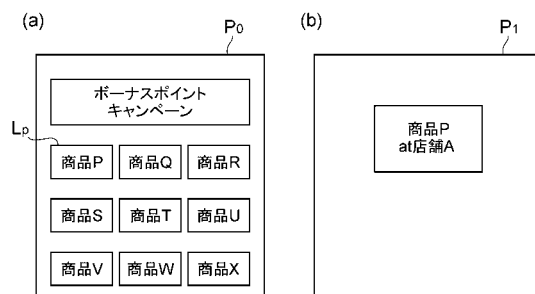 (a)
P0
ボーナスポイント
キャンペーン
Lp
商品P 商品Q 商品R
商品S 商品T 商品U
商品V 商品W 商品X
(b)
P1
商品P
at店舗A